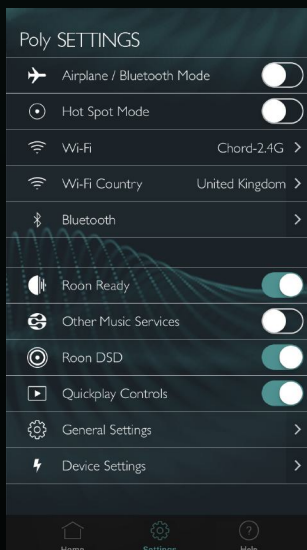 Poly SETTINGS
Airplane / Bluetooth Mode
Hot Spot Mode
Wi-Fi Chord-2.4G >
Wi-Fi Country United Kingdom >
Bluetooth >
Roon Ready
Other Music Services
Roon DSD
Quickplay Controls
General Settings >
Device Settings >
Home Settings Help